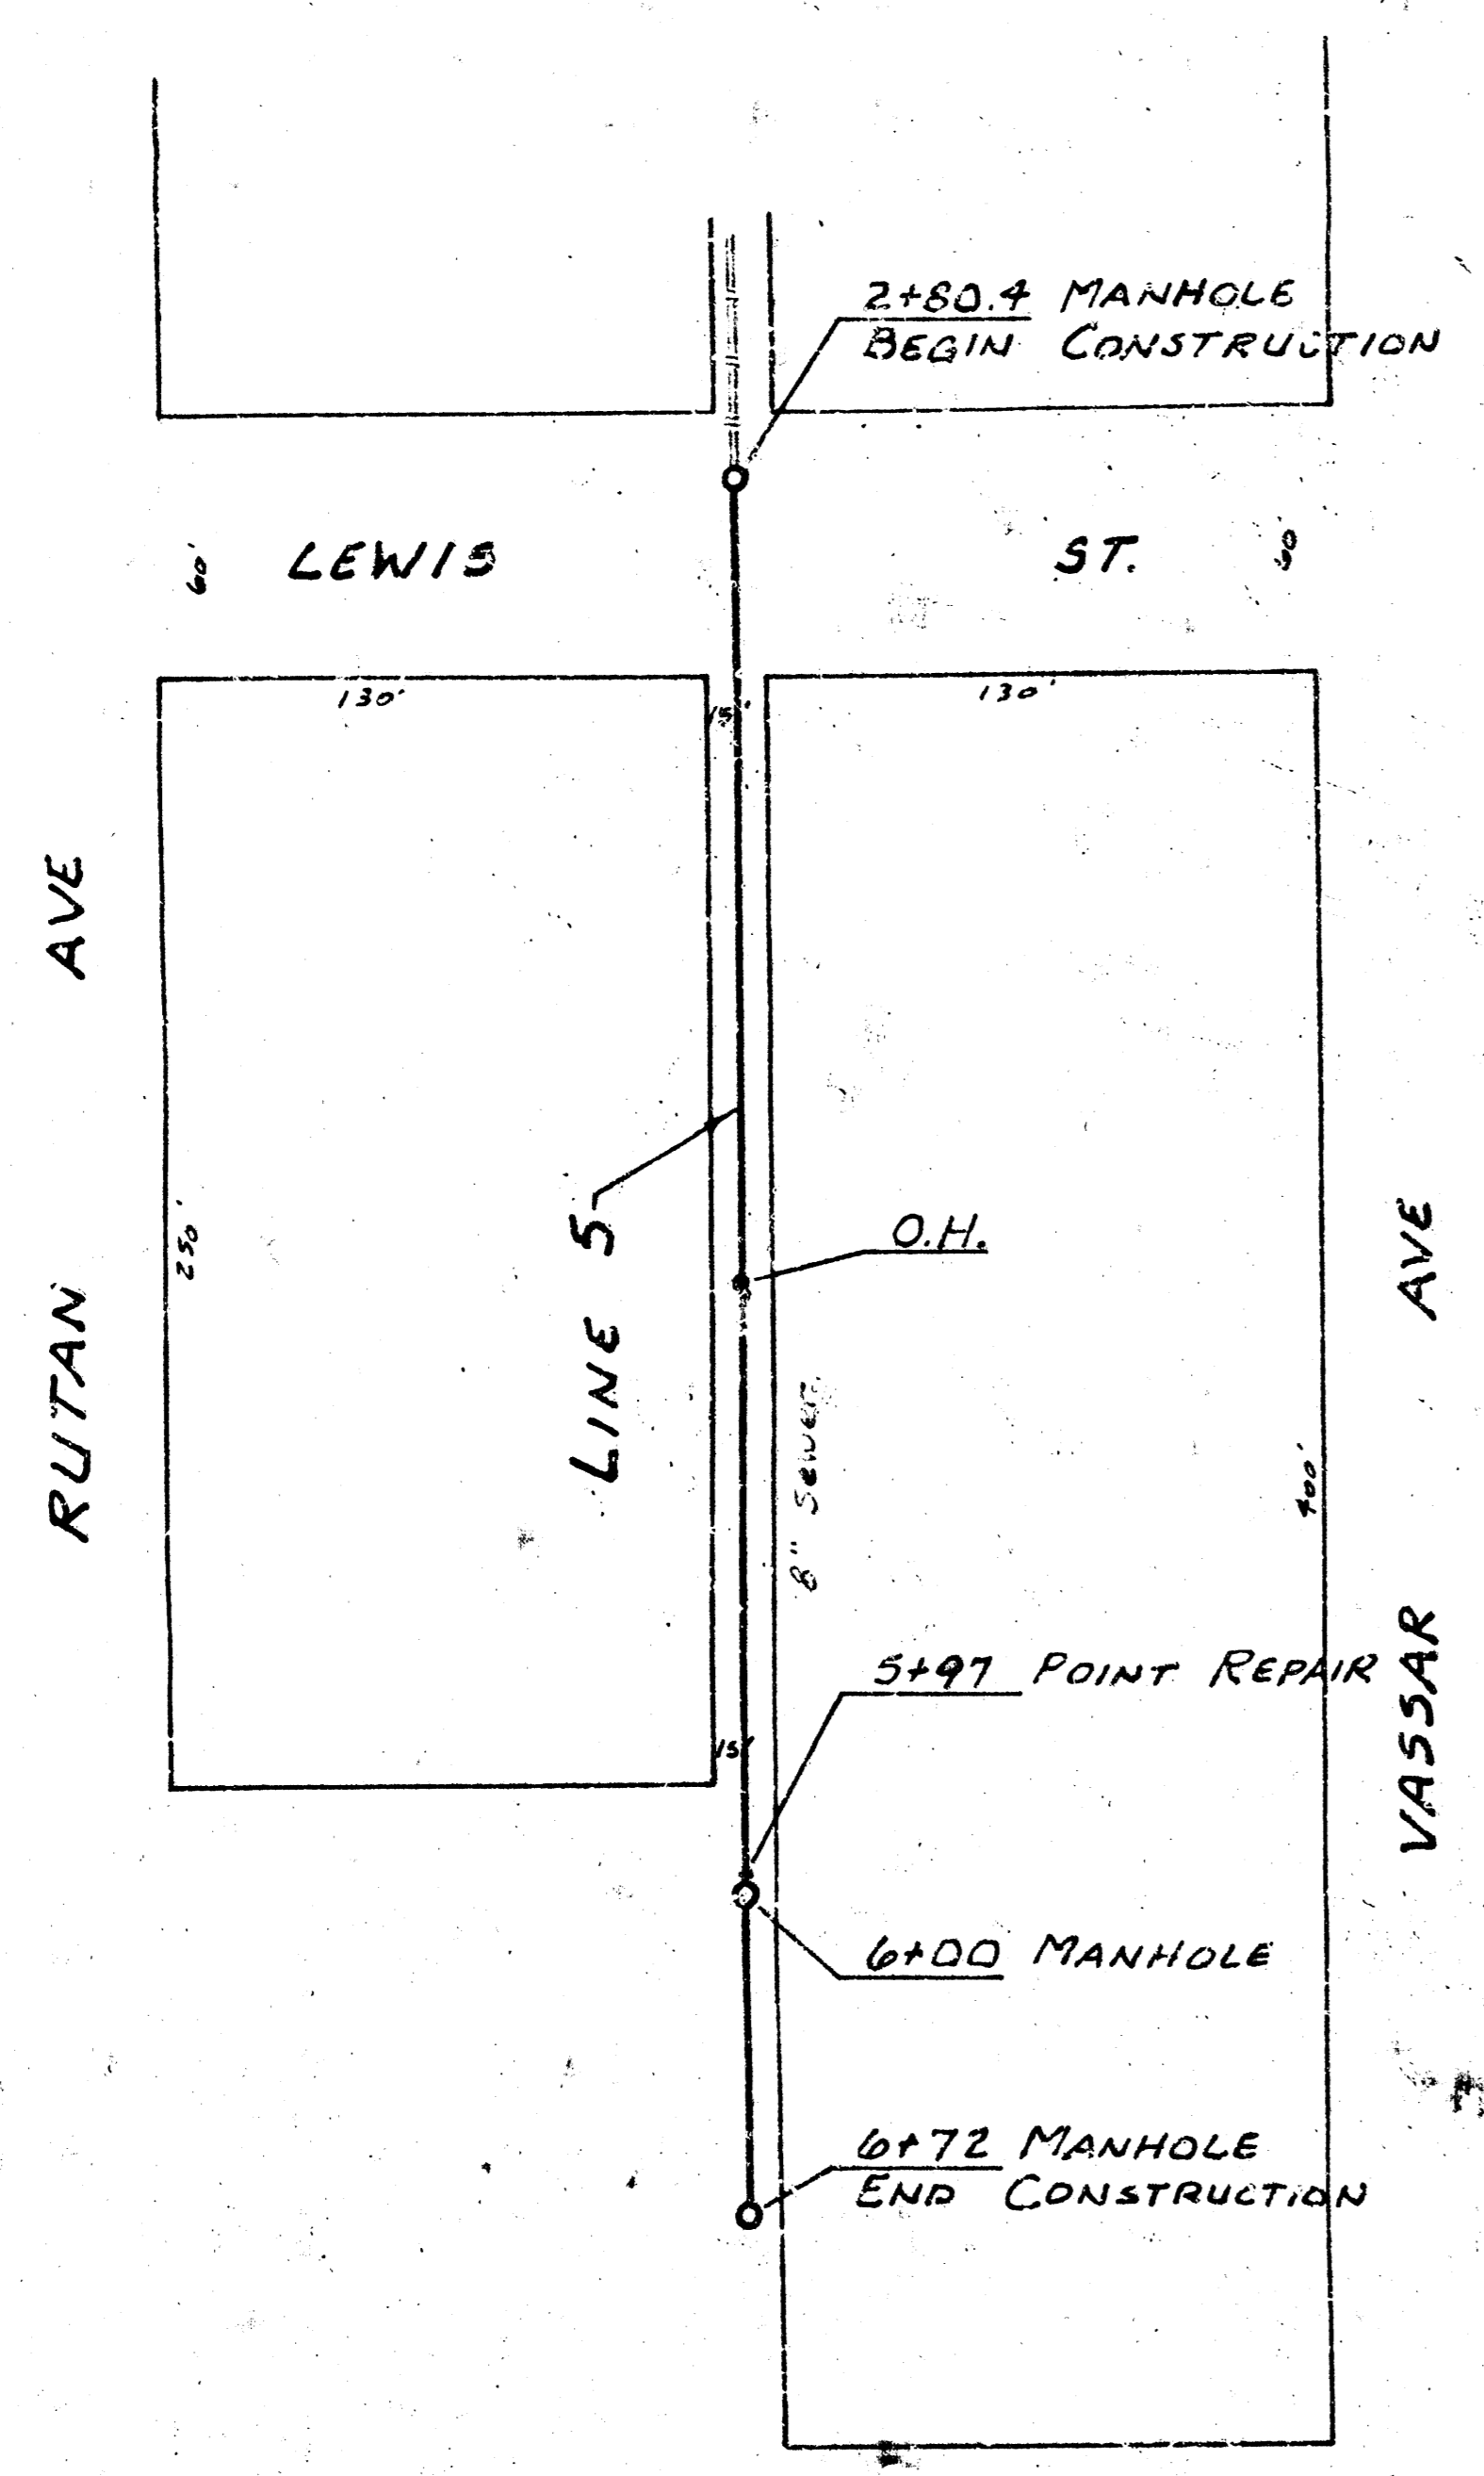 2+80.4 MANHOLE
BEGIN CONSTRUCTION
60'
LEWIS
ST.
60'
130'
15'
130'
RUTAN AVE
250'
LINE 5
O.H.
8" Sewer
400'
VASSAR AVE
5+97 POINT REPAIR
15'
6+00 MANHOLE
6+72 MANHOLE
END CONSTRUCTION